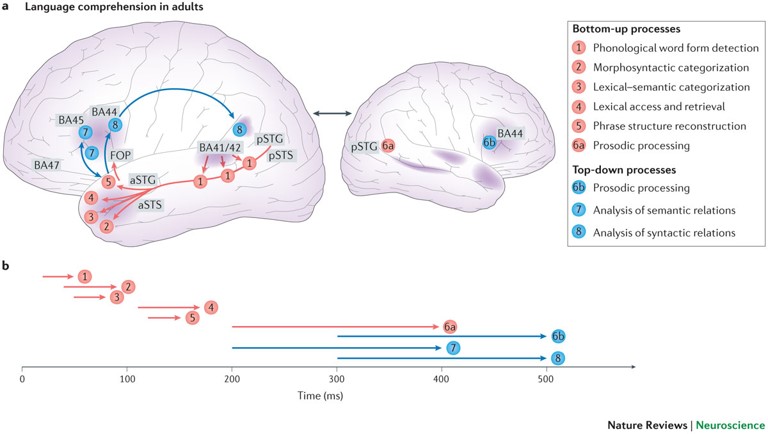 a Language comprehension in adults
BA45
BA44
7
8
7
BA47
FOP
5
4
3
2
aSTG
aSTS
8
BA41/42
1
1
1
pSTG
pSTS
pSTG
6a
6b
BA44
Bottom-up processes
1 Phonological word form detection
2 Morphosyntactic categorization
3 Lexical–semantic categorization
4 Lexical access and retrieval
5 Phrase structure reconstruction
6a Prosodic processing
Top-down processes
6b Prosodic processing
7 Analysis of semantic relations
8 Analysis of syntactic relations
b
1
2
3
4
5
6a
6b
7
8
0 100 200 300 400 500
Time (ms)
Nature Reviews | Neuroscience